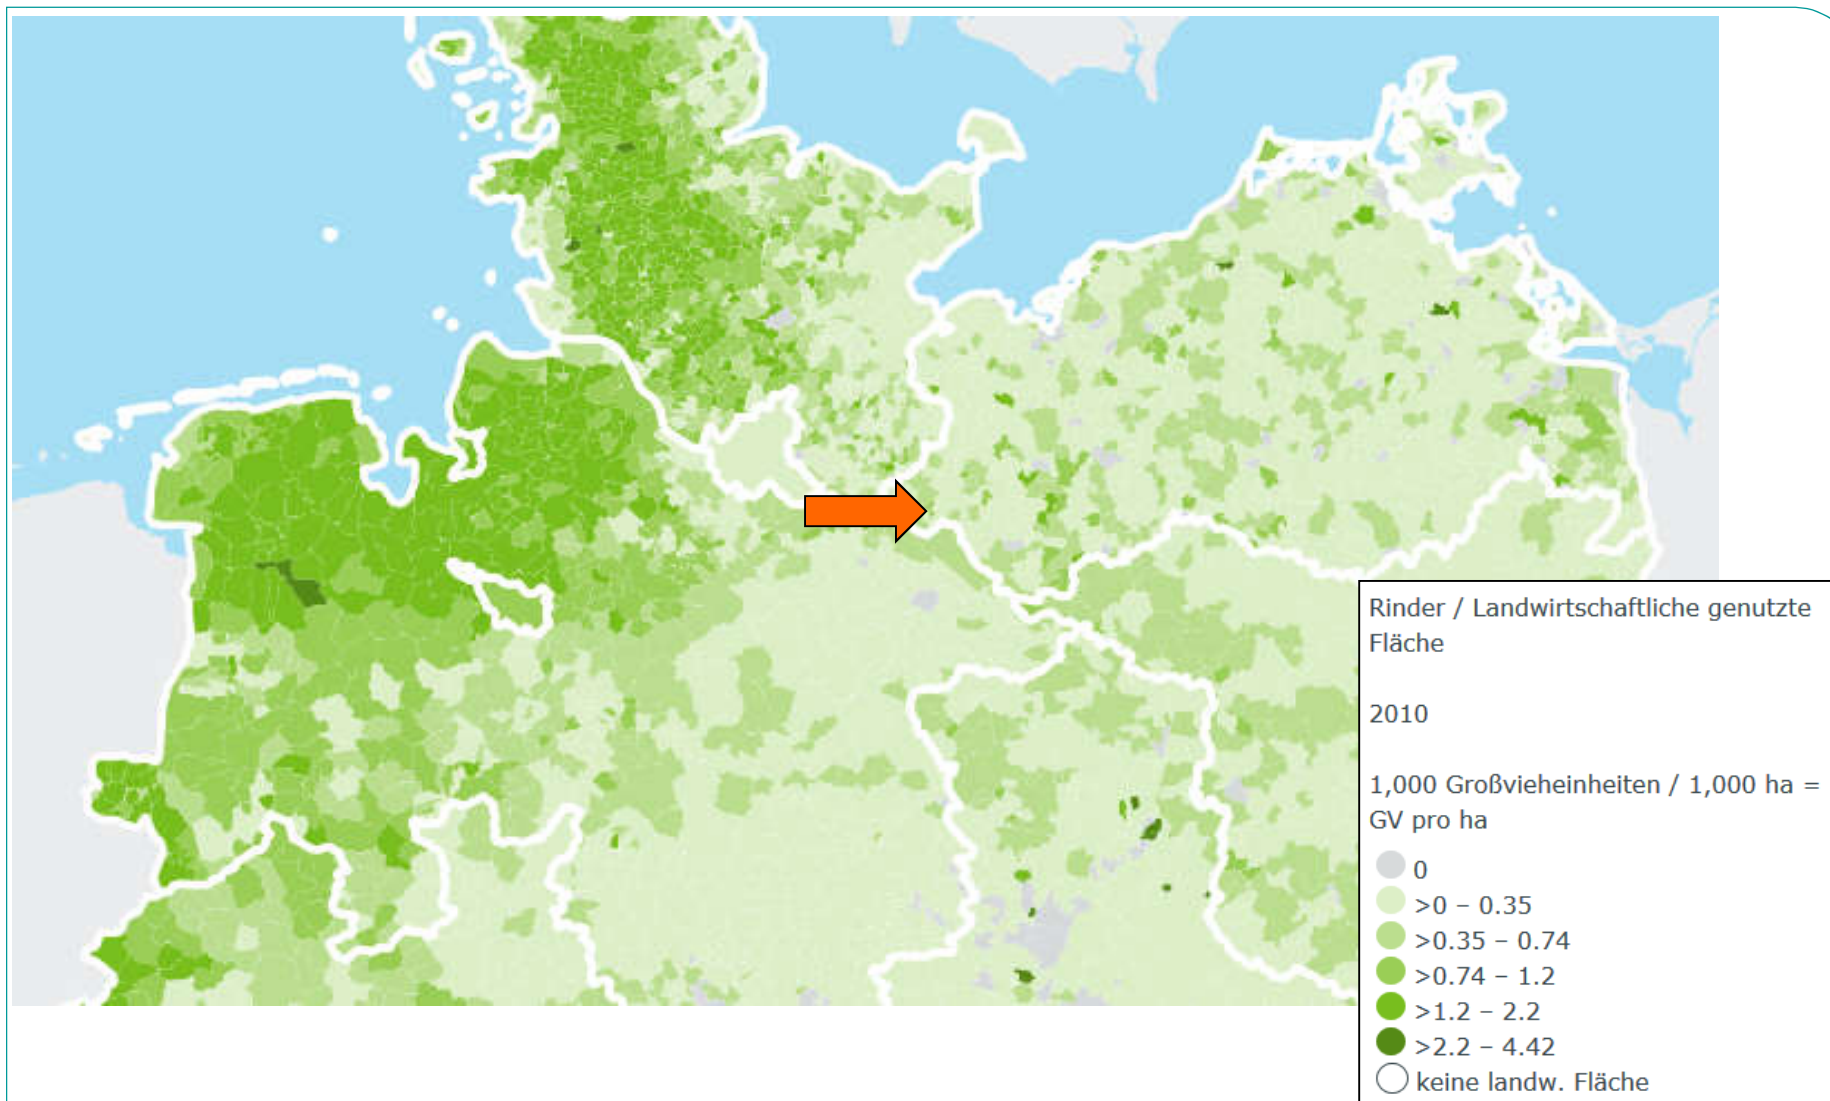 Rinder / Landwirtschaftliche genutzte
Fläche
2010
1,000 Großvieheinheiten / 1,000 ha =
GV pro ha
0
>0 – 0.35
>0.35 – 0.74
>0.74 – 1.2
>1.2 – 2.2
>2.2 – 4.42
keine landw. Fläche